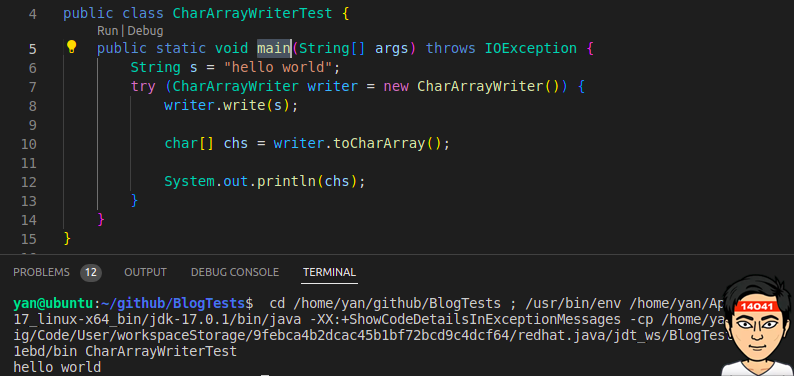 4 public class CharArrayWriterTest {
Run | Debug
5 public static void main(String[] args) throws IOException {
6 String s = "hello world";
7 try (CharArrayWriter writer = new CharArrayWriter()) {
8 writer.write(s);
9
10 char[] chs = writer.toCharArray();
11
12 System.out.println(chs);
13 }
14 }
15 }
PROBLEMS 12 OUTPUT DEBUG CONSOLE TERMINAL
14041
yan@ubuntu:~/github/BlogTests$ cd /home/yan/github/BlogTests ; /usr/bin/env /home/yan/Ap
17_linux-x64_bin/jdk-17.0.1/bin/java -XX:+ShowCodeDetailsInExceptionMessages -cp /home/ya
ig/Code/User/workspaceStorage/9febca4b2dcac45b1bf72bcd9c4dcf64/redhat.java/jdt_ws/BlogTes
1ebd/bin CharArrayWriterTest
hello world